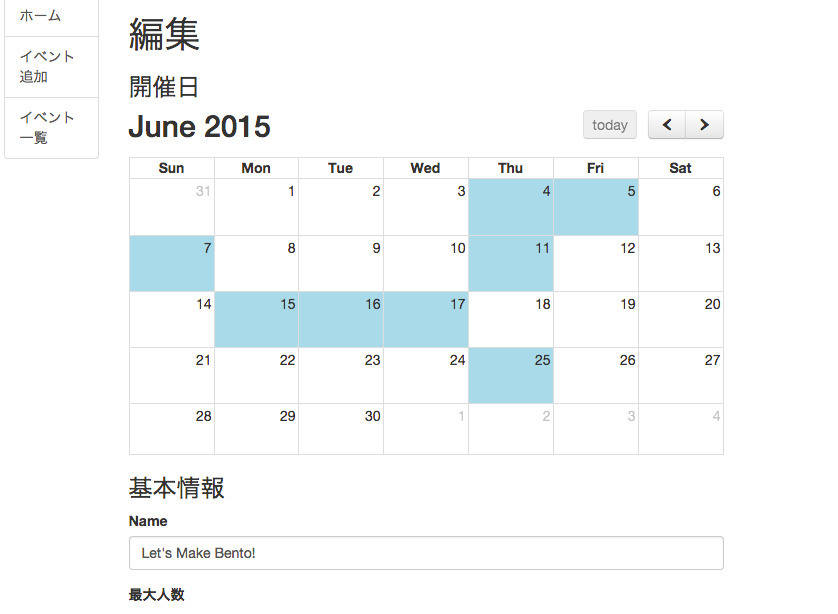 ホーム
イベント
追加
イベント
一覧
編集
開催日
June 2015
today
Sun Mon Tue Wed Thu Fri Sat
31 1 2 3 4 5 6
7 8 9 10 11 12 13
14 15 16 17 18 19 20
21 22 23 24 25 26 27
28 29 30 1 2 3 4
基本情報
Name
Let's Make Bento!
最大人数